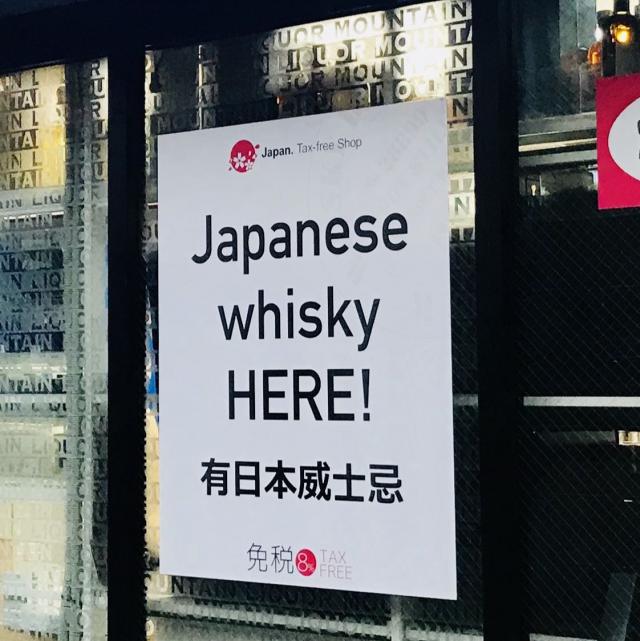 LIQUOR MOUNTAIN
Japan. Tax-free Shop
Japanese
whisky
HERE!
有日本威士忌
免税 8% TAX
FREE